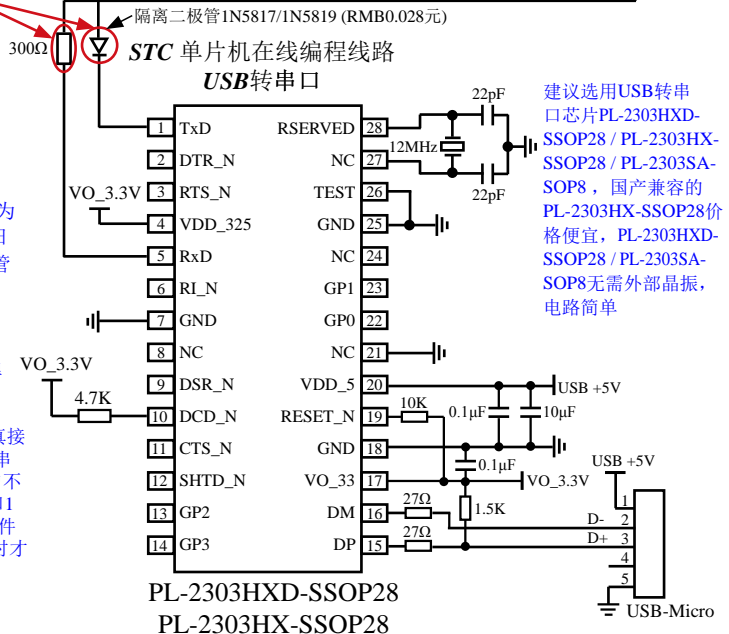 隔离二极管1N5817/1N5819 (RMB0.028元)
300Ω
STC 单片机在线编程线路
USB转串口
22pF
12MHz
22pF
建议选用USB转串
口芯片PL-2303HXD-
SSOP28 / PL-2303HX-
SSOP28 / PL-2303SA-
SOP8 ，国产兼容的
PL-2303HX-SSOP28价
格便宜，PL-2303HXD-
SSOP28 / PL-2303SA-
SOP8无需外部晶振，
电路简单
1 TxD RSERVED 28
2 DTR_N NC 27
VO_3.3V 3 RTS_N TEST 26
4 VDD_325 GND 25
5 RxD NC 24
6 RI_N GP1 23
7 GND GP0 22
8 NC NC 21
9 DSR_N VDD_5 20
10 DCD_N RESET_N 19
11 CTS_N GND 18
12 SHTD_N VO_33 17
13 GP2 DM 16
14 GP3 DP 15
为
管
VO_3.3V
4.7K
接
串
不
1
件
才
USB +5V
10K
0.1μF
10μF
0.1μF
VO_3.3V
27Ω
1.5K
27Ω
USB +5V
1
D- 2
D+ 3
4
5
USB-Micro
PL-2303HXD-SSOP28
PL-2303HX-SSOP28